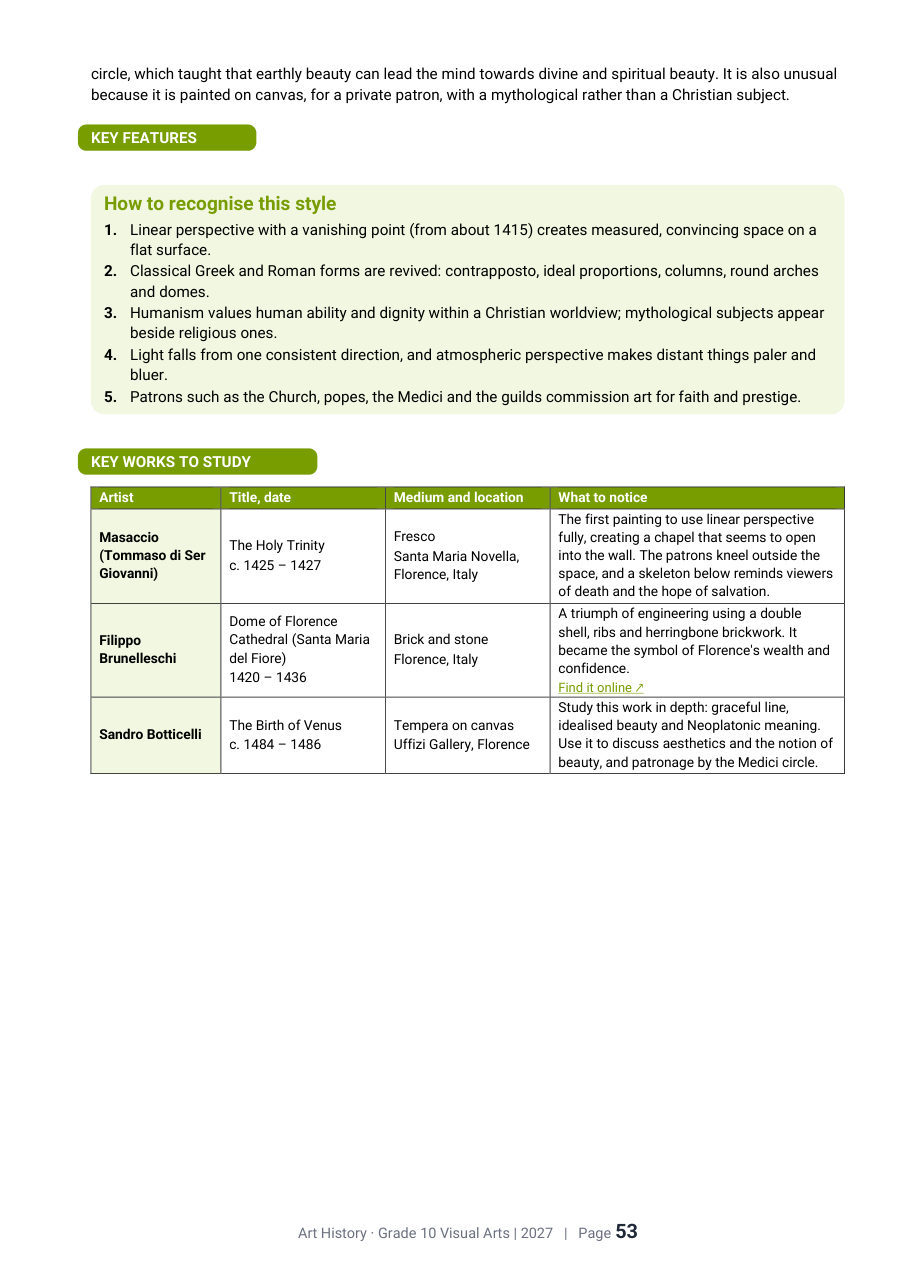 circle, which taught that earthly beauty can lead the mind towards divine and spiritual beauty. It is also unusual
because it is painted on canvas, for a private patron, with a mythological rather than a Christian subject.
KEY FEATURES
How to recognise this style
1. Linear perspective with a vanishing point (from about 1415) creates measured, convincing space on a
flat surface.
2. Classical Greek and Roman forms are revived: contrapposto, ideal proportions, columns, round arches
and domes.
3. Humanism values human ability and dignity within a Christian worldview; mythological subjects appear
beside religious ones.
4. Light falls from one consistent direction, and atmospheric perspective makes distant things paler and
bluer.
5. Patrons such as the Church, popes, the Medici and the guilds commission art for faith and prestige.
KEY WORKS TO STUDY
Artist Title, date Medium and location What to notice
Masaccio
(Tommaso di Ser
Giovanni)
The Holy Trinity
c. 1425 – 1427
Fresco
Santa Maria Novella,
Florence, Italy
The first painting to use linear perspective
fully, creating a chapel that seems to open
into the wall. The patrons kneel outside the
space, and a skeleton below reminds viewers
of death and the hope of salvation.
Filippo
Brunelleschi
Dome of Florence
Cathedral (Santa Maria
del Fiore)
1420 – 1436
Brick and stone
Florence, Italy
A triumph of engineering using a double
shell, ribs and herringbone brickwork. It
became the symbol of Florence's wealth and
confidence.
Find it online ↗
Sandro Botticelli
The Birth of Venus
c. 1484 – 1486
Tempera on canvas
Uffizi Gallery, Florence
Study this work in depth: graceful line,
idealised beauty and Neoplatonic meaning.
Use it to discuss aesthetics and the notion of
beauty, and patronage by the Medici circle.
Art History · Grade 10 Visual Arts | 2027 | Page 53